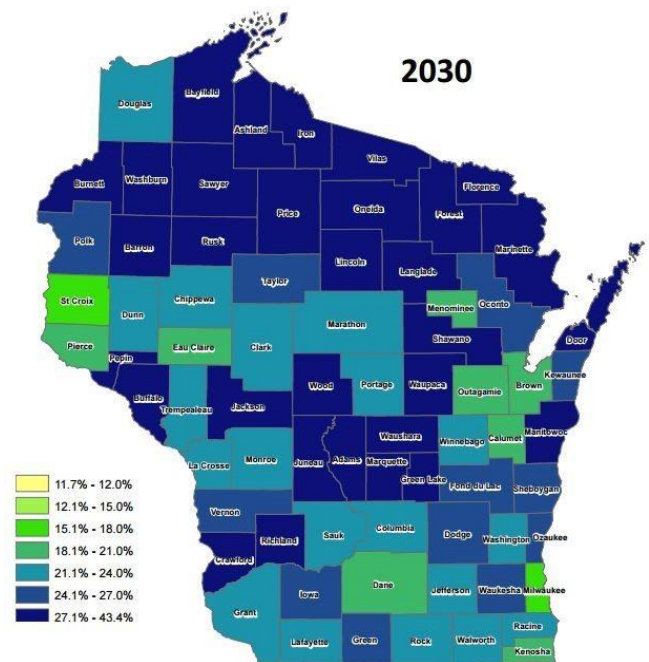 2030
Bayfield
Douglas
Ashland
Iron
Vilas
Florence
Burnett
Washburn
Sawyer
Price
Oneida
Forest
Marinette
Polk
Barron
Rusk
Lincoln
Langlade
Taylor
Oconto
St Croix
Dunn
Chippewa
Marathon
Menominee
Clark
Shawano
Door
Pierce
Eau Claire
Pepin
Kewaunee
Brown
Wood
Portage
Waupaca
Outagamie
Buffalo
Trempealeau
Jackson
Manitowoc
Waushara
Winnebago
Calumet
Adams
Juneau
Marquette
Monroe
La Crosse
Green Lake
Fond du Lac
Sheboygan
Vernon
Richland
Sauk
Columbia
Dodge
Washington
Ozaukee
Crawford
Dane
Jefferson
Waukesha
Milwaukee
Iowa
Grant
Lafayette
Green
Rock
Walworth
Racine
Kenosha
11.7% - 12.0%
12.1% - 15.0%
15.1% - 18.0%
18.1% - 21.0%
21.1% - 24.0%
24.1% - 27.0%
27.1% - 43.4%